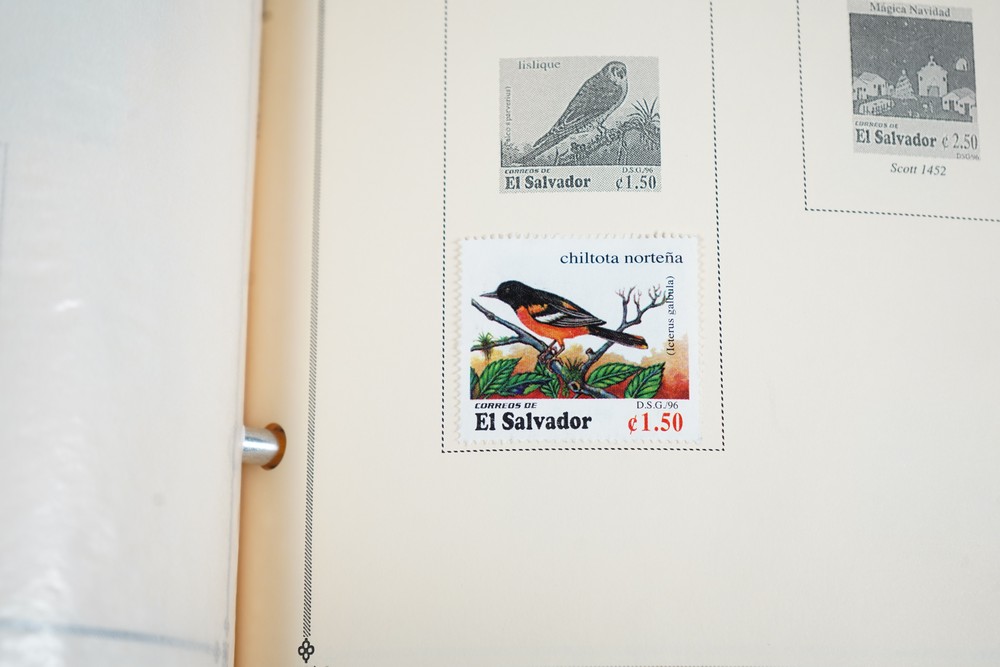 lislique
(falco sparverius)
CORREOS DE
D.S.G./96
El Salvador
¢1.50
chiltota norteña
(Icterus galbula)
CORREOS DE
D.S.G./96
El Salvador
¢1.50
Mágica Navidad
CORREOS DE
El Salvador ¢ 2.50
DSG/96
Scott 1452